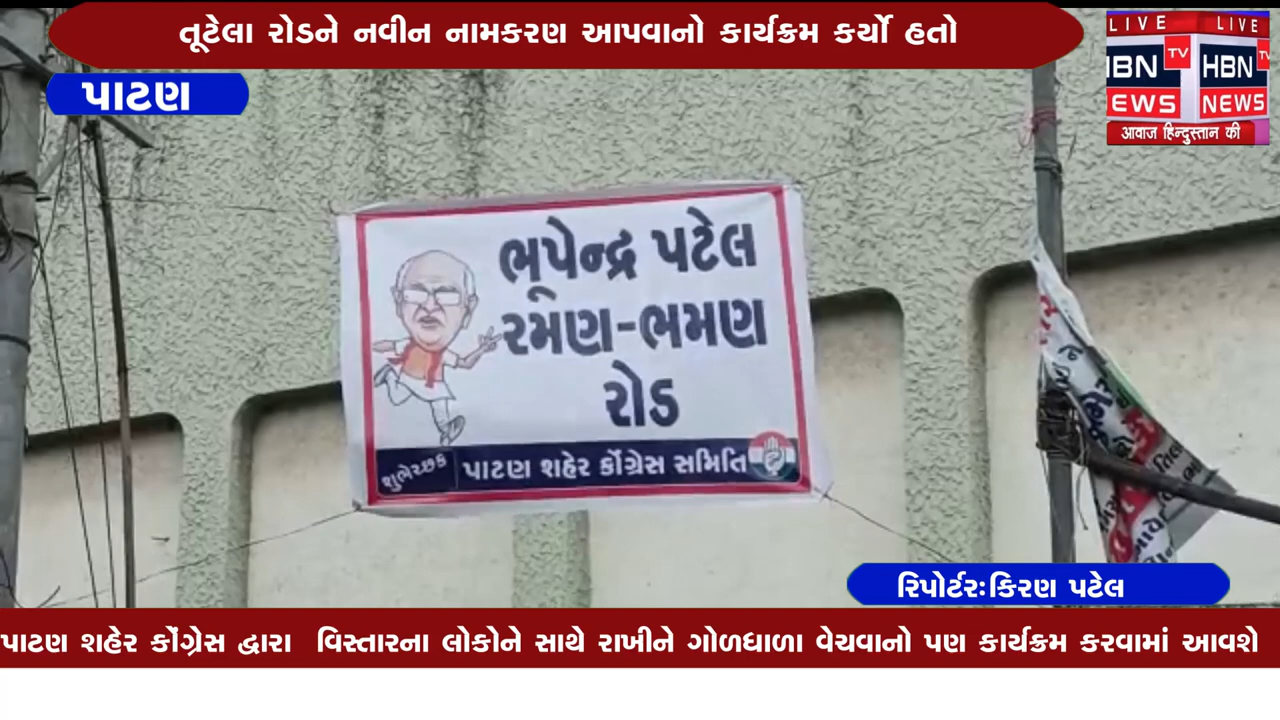 તૂટેલા રોડને નવીન નામકરણ આપવાનો કાર્યક્રમ કર્યો હતો
LIVE LIVE
પાટણ
IBN TV HBN TV
EWS NEWS
आवाज हिन्दुस्तान की
ભૂપેન્દ્ર પટેલ
રમણ-ભમણ
રોડ
શુભેચ્છક પાટણ શહેર કોંગ્રેસ સમિતિ
રિપોર્ટર:કિરણ પટેલ
પાટણ શહેર કોંગ્રેસ દ્વારા વિસ્તારના લોકોને સાથે રાખીને ગોળધાળા વેચવાનો પણ કાર્યક્રમ કરવામાં આવશે